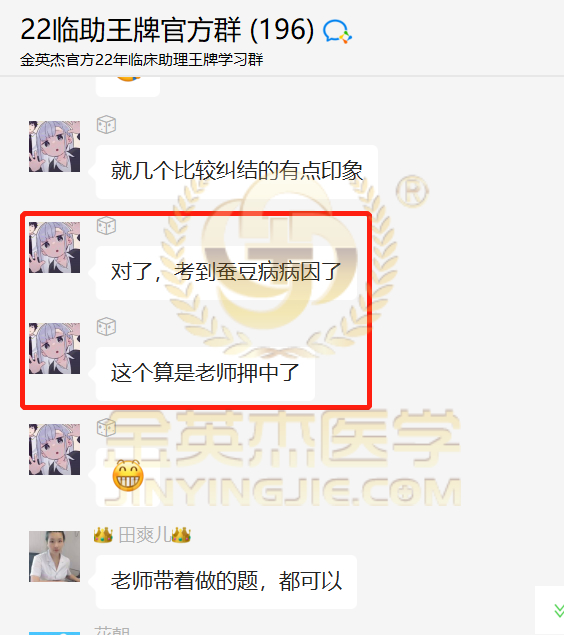 22临助王牌官方群 (196)
金英杰官方22年临床助理王牌学习群
就几个比较纠结的有点印象
®
对了，考到蚕豆病病因了
这个算是老师押中了
金英杰医学
JINYINGJIE.COM
田爽儿
老师带着做的题，都可以
花朝